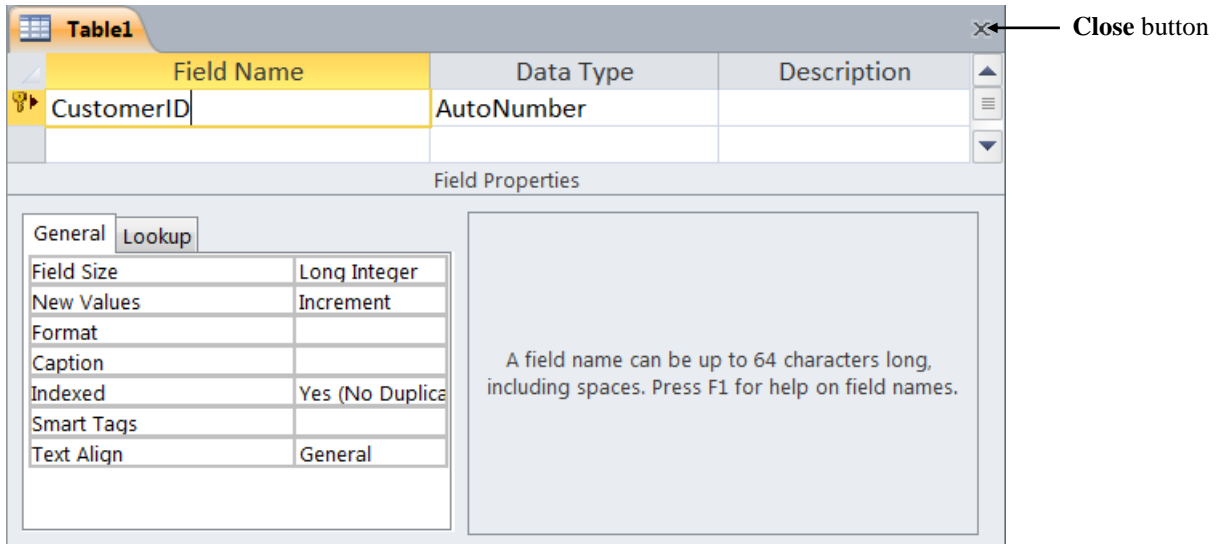 Table1
Close button
Field Name Data Type Description
CustomerID AutoNumber
Field Properties
General Lookup
Field Size Long Integer
New Values Increment
Format
Caption
Indexed Yes (No Duplica
Smart Tags
Text Align General
A field name can be up to 64 characters long,
including spaces. Press F1 for help on field names.